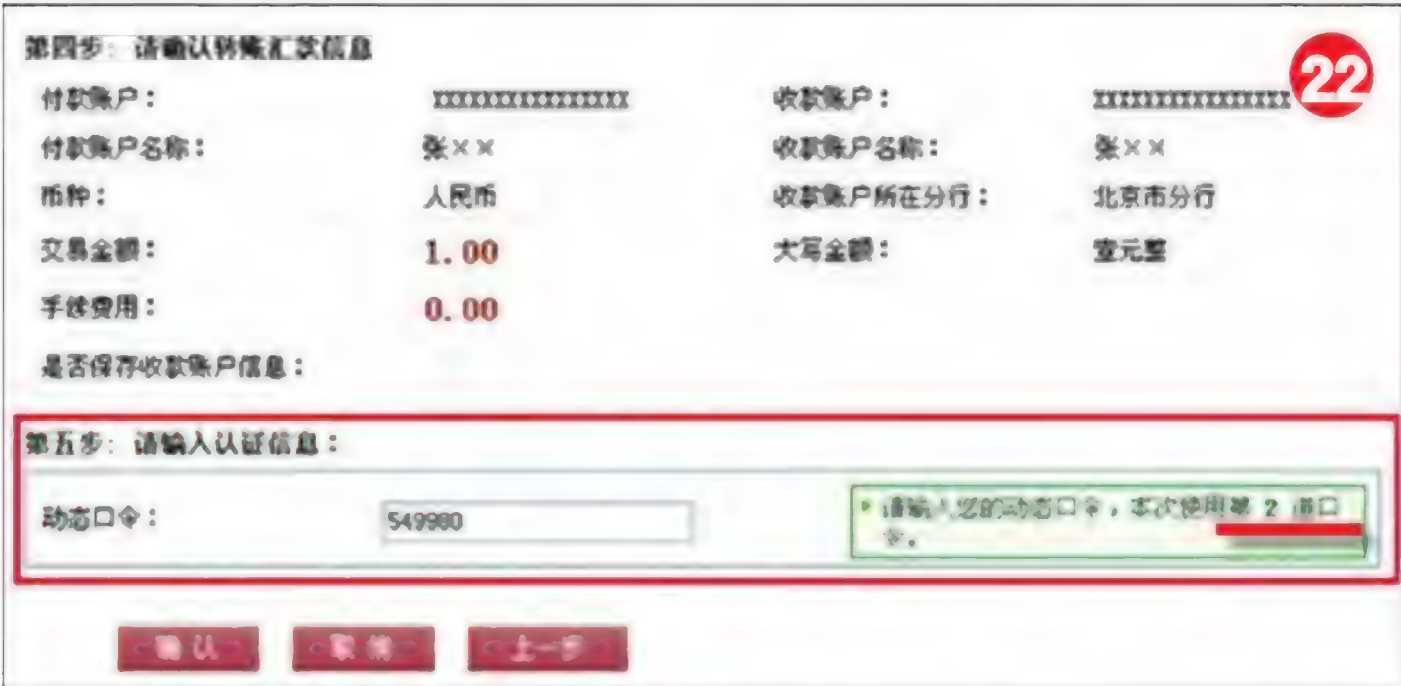 第四步：请确认转账汇款信息
22
付款账户： XXXXXXXXXXXXXXX 收款账户： XXXXXXXXXXXXXXX
付款账户名称： 张×× 收款账户名称： 张××
币种： 人民币 收款账户所在分行： 北京市分行
交易金额： 1.00 大写金额： 壹元整
手续费用： 0.00
是否保存收款账户信息：
第五步：请输入认证信息：
动态口令： 549980 请输入您的动态口令，本次使用第 2 道口
令。
确认 取消 上一步